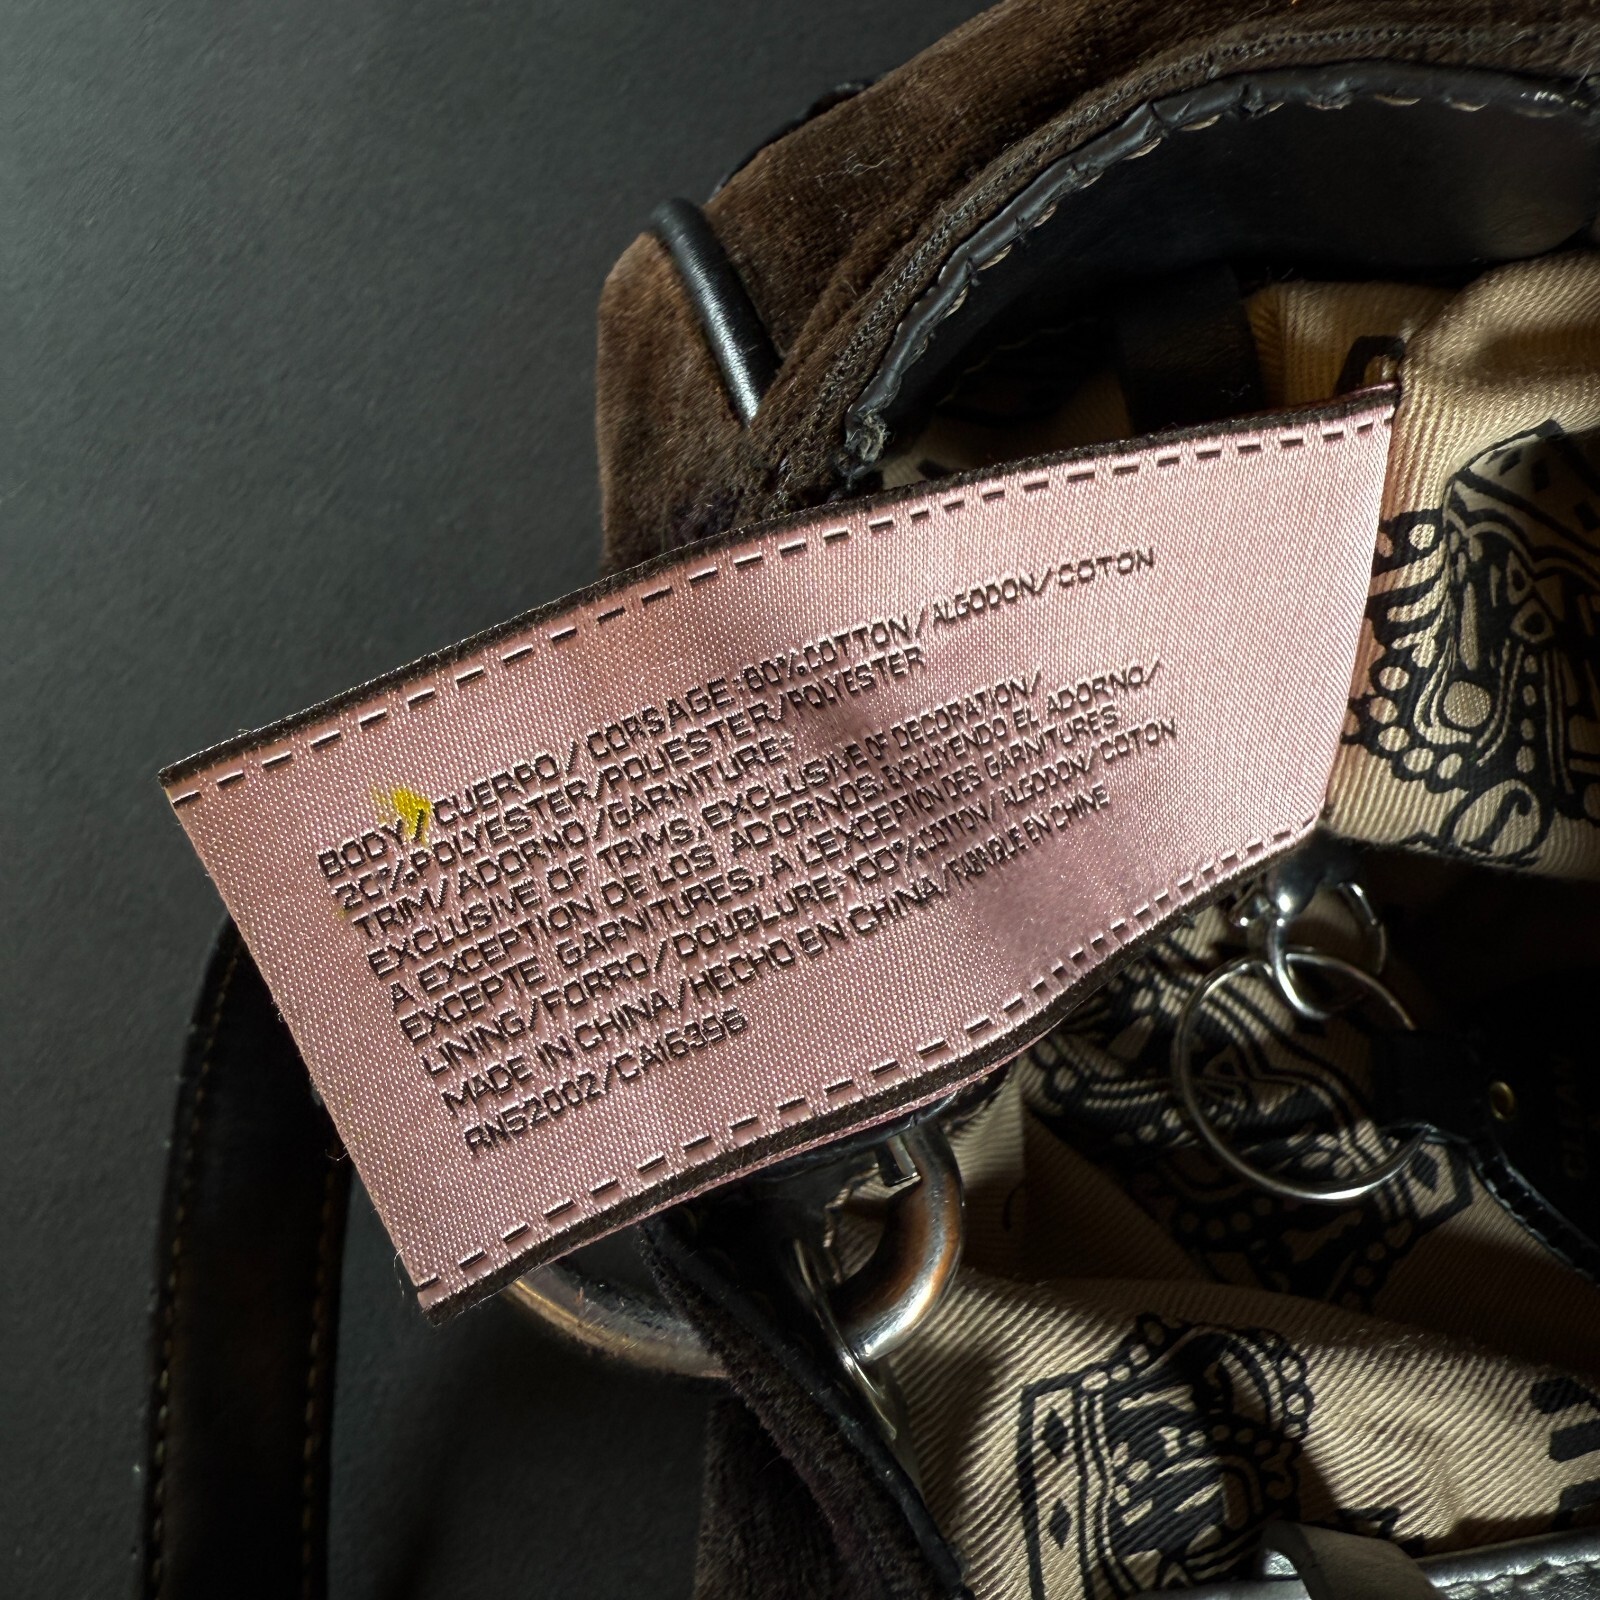 BODY/CUERPO/CORSAGE:80%COTTON/ALGODON/COTON
20%POLYESTER/POLIESTER/POLYESTER
TRIM/ADORNO/GARNITURE:
EXCLUSIVE OF TRIMS,EXCLUSIVE OF DECORATION/
A EXCEPTION DE LOS ADORNOS,EXCLUYENDO EL ADORNO/
EXCEPTE GARNITURES, A L'EXCEPTION DES GARNITURES
LINING/FORRO/DOUBLURE:100%COTTON/ALGODON/COTON
MADE IN CHINA/HECHO EN CHINA/FABRIQUE EN CHINE
RN52002/CA16396